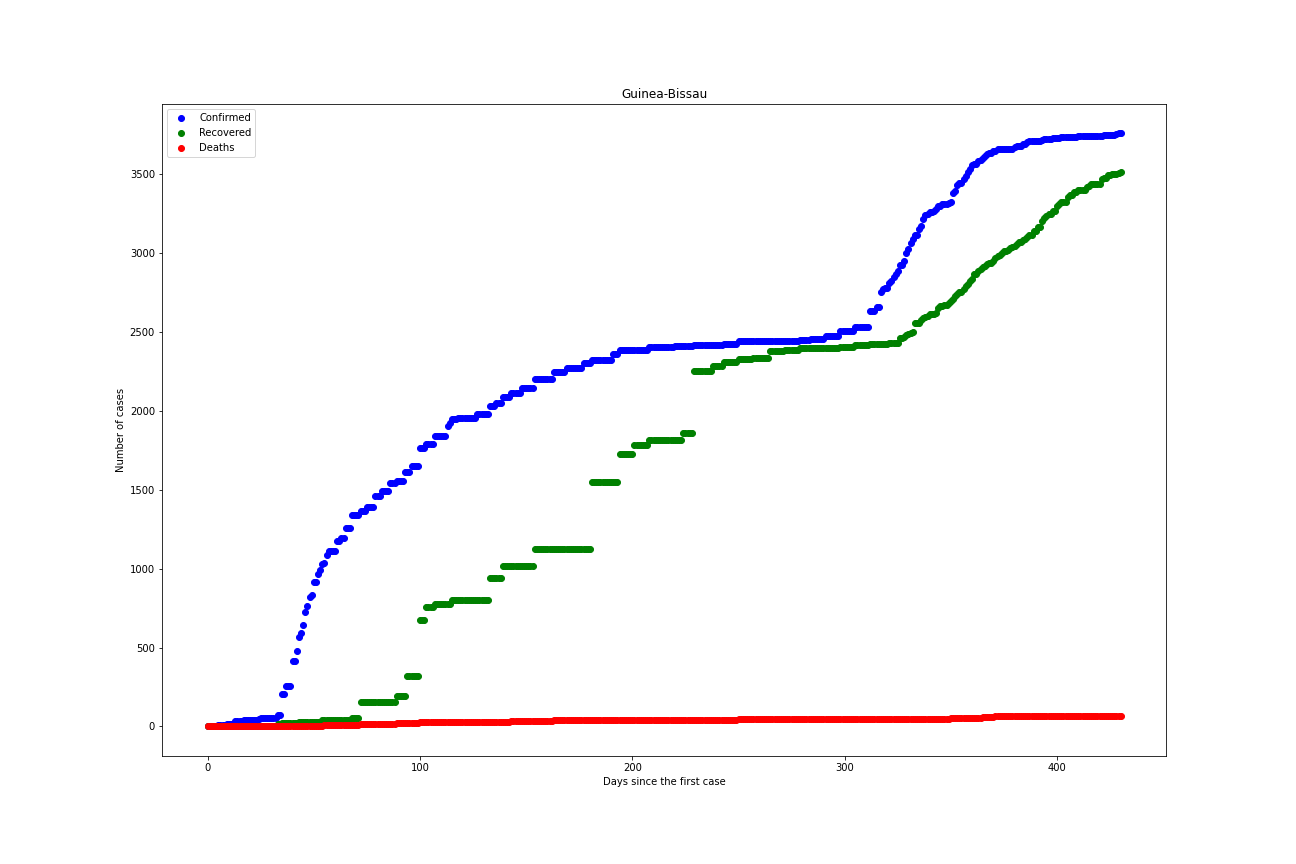 Guinea-Bissau
Confirmed
Recovered
Deaths
3500
3000
2500
2000
1500
1000
500
0
Number of cases
0 100 200 300 400
Days since the first case